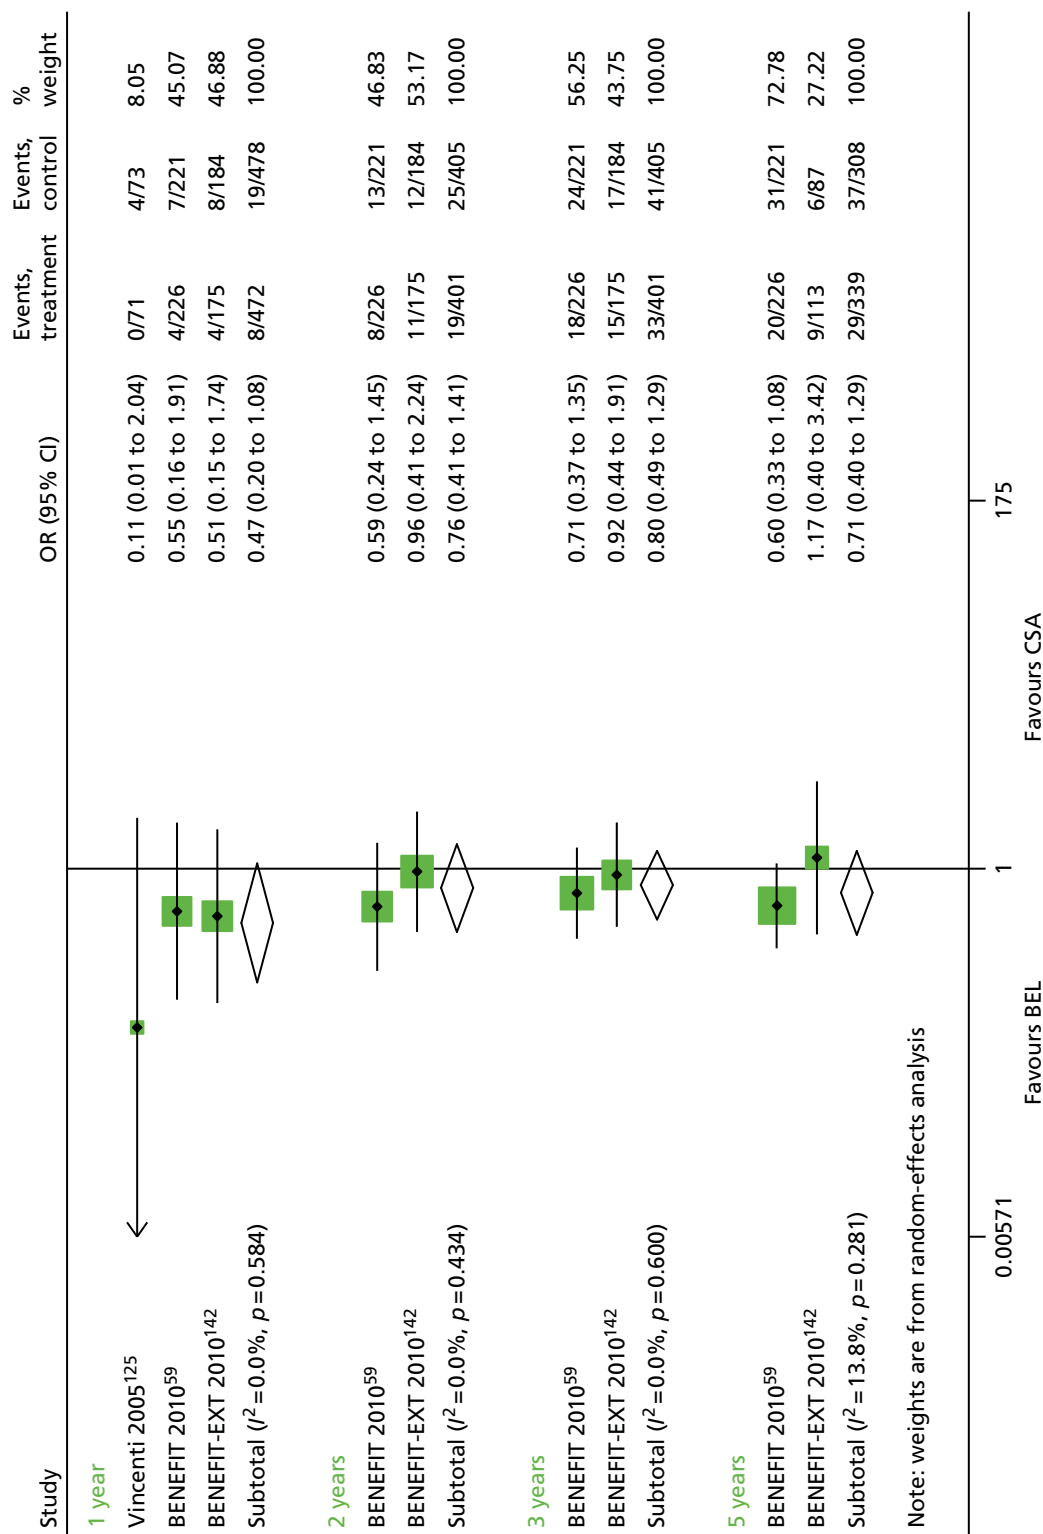 Study OR (95% CI) Events, treatment Events, control % weight
1 year
Vincenti 2005¹²⁵ 0.11 (0.01 to 2.04) 0/71 4/73 8.05
BENEFIT 2010⁵⁹ 0.55 (0.16 to 1.91) 4/226 7/221 45.07
BENEFIT-EXT 2010¹⁴² 0.51 (0.15 to 1.74) 4/175 8/184 46.88
Subtotal (I² = 0.0%, p = 0.584) 0.47 (0.20 to 1.08) 8/472 19/478 100.00
2 years
BENEFIT 2010⁵⁹ 0.59 (0.24 to 1.45) 8/226 13/221 46.83
BENEFIT-EXT 2010¹⁴² 0.96 (0.41 to 2.24) 11/175 12/184 53.17
Subtotal (I² = 0.0%, p = 0.434) 0.76 (0.41 to 1.41) 19/401 25/405 100.00
3 years
BENEFIT 2010⁵⁹ 0.71 (0.37 to 1.35) 18/226 24/221 56.25
BENEFIT-EXT 2010¹⁴² 0.92 (0.44 to 1.91) 15/175 17/184 43.75
Subtotal (I² = 0.0%, p = 0.600) 0.80 (0.49 to 1.29) 33/401 41/405 100.00
5 years
BENEFIT 2010⁵⁹ 0.60 (0.33 to 1.08) 20/226 31/221 72.78
BENEFIT-EXT 2010¹⁴² 1.17 (0.40 to 3.42) 9/113 6/87 27.22
Subtotal (I² = 13.8%, p = 0.281) 0.71 (0.40 to 1.29) 29/339 37/308 100.00
Note: weights are from random-effects analysis
0.00571 1 175
Favours BEL Favours CSA